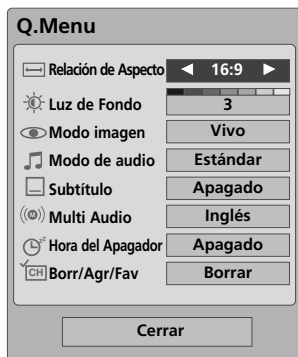 Q.Menu
Relación de Aspecto ◄ 16:9 ►
Luz de Fondo 3
Modo imagen Vivo
Modo de audio Estándar
Subtítulo Apagado
Multi Audio Inglés
Hora del Apagador Apagado
CH Borr/Agr/Fav Borrar
Cerrar